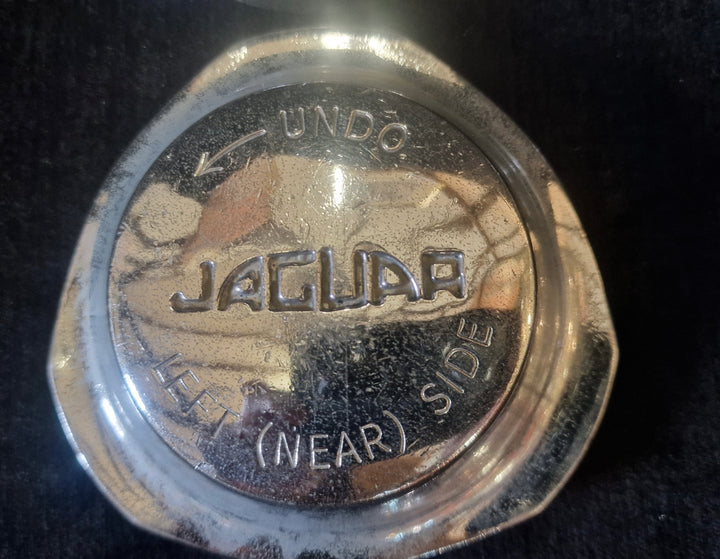 UNDO
JAGUAR
LEFT (NEAR) SIDE